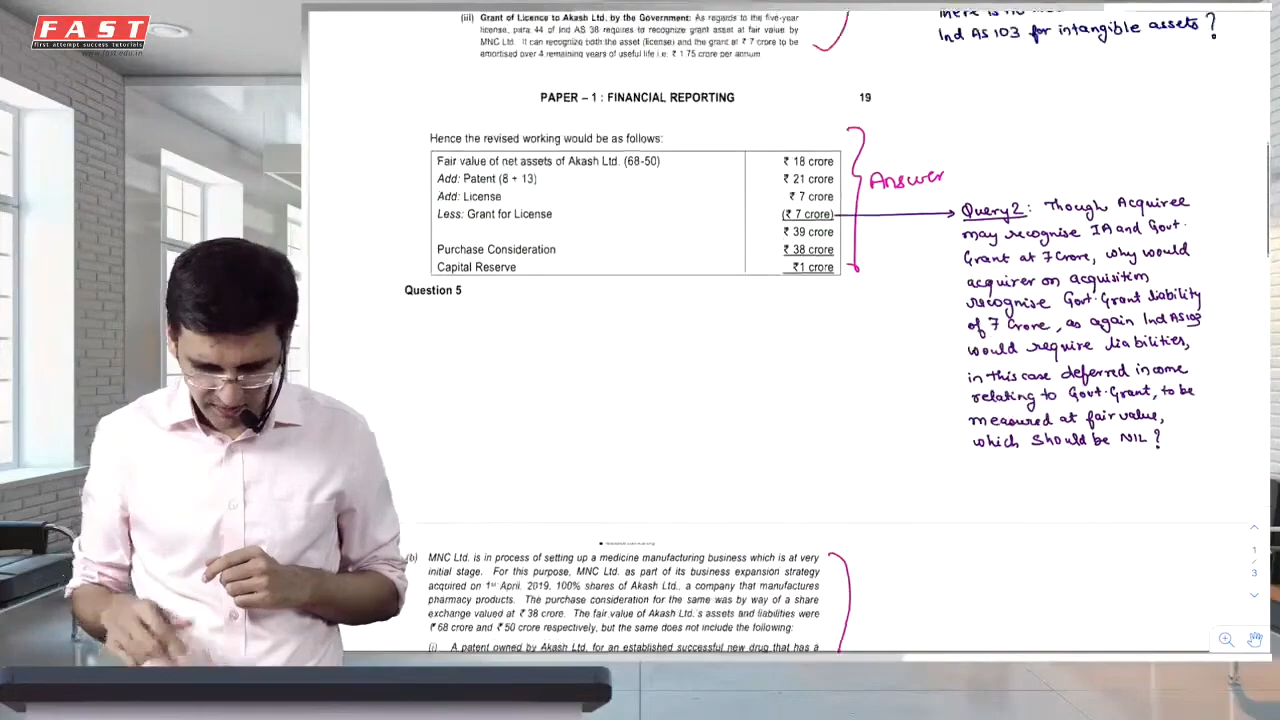 FAST
first attempt success tutorials
www.fast.edu.in
(iii) Grant of Licence to Akash Ltd. by the Government: As regards to the five-year
license, para 44 of Ind AS 38 requires to recognize grant asset at fair value by
MNC Ltd. It can recognize both the asset (license) and the grant at ₹ 7 crore to be
amortised over 4 remaining years of useful life i.e. ₹ 1.75 crore per annum
Ind AS 103 for intangible assets ?
PAPER – 1 : FINANCIAL REPORTING 19
Hence the revised working would be as follows:
Fair value of net assets of Akash Ltd. (68-50) ₹ 18 crore
Add: Patent (8 + 13) ₹ 21 crore
Add: License ₹ 7 crore
Less: Grant for License (₹ 7 crore)
₹ 39 crore
Purchase Consideration ₹ 38 crore
Capital Reserve ₹1 crore
Answer
Query 2 : Though Acquiree
may recognise IA and Govt.
Grant at 7 Crore, why would
acquirer on acquisition
recognise Govt. Grant liability
of 7 Crore, as again Ind AS 103
would require liabilities,
in this case deferred income
relating to Govt. Grant, to be
measured at fair value,
which should be NIL ?
Question 5
(b) MNC Ltd. is in process of setting up a medicine manufacturing business which is at very
initial stage. For this purpose, MNC Ltd. as part of its business expansion strategy
acquired on 1st April, 2019, 100% shares of Akash Ltd., a company that manufactures
pharmacy products. The purchase consideration for the same was by way of a share
exchange valued at ₹ 38 crore. The fair value of Akash Ltd.'s assets and liabilities were
₹ 68 crore and ₹ 50 crore respectively, but the same does not include the following:
(i) A patent owned by Akash Ltd. for an established successful new drug that has a
1
/
3